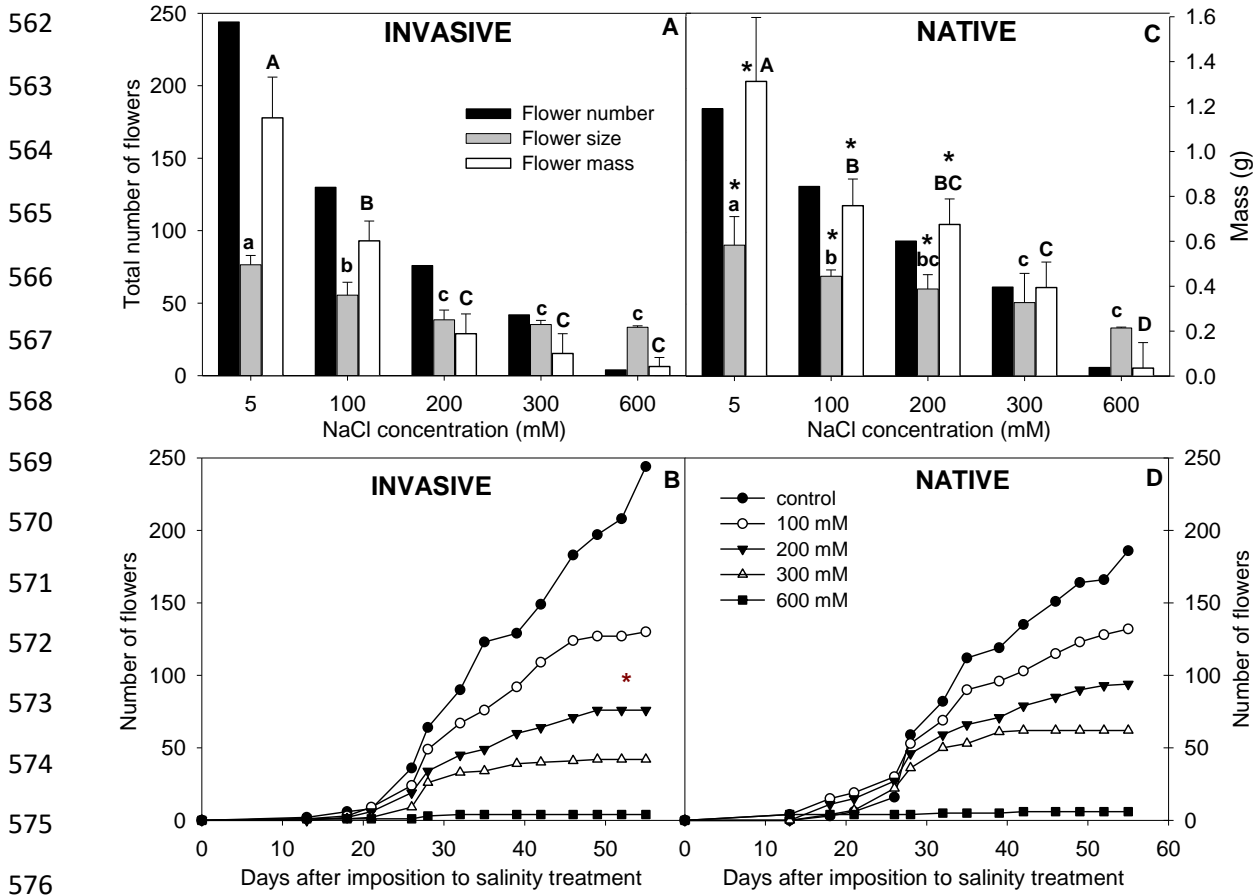 562
563
564
565
566
567
568
569
570
571
572
573
574
575
576
INVASIVE
A
Total number of flowers
250
200
150
100
50
0
Flower number
Flower size
Flower mass
A
a
B
b
C
c
C
c
C
c
5 100 200 300 600
NaCl concentration (mM)
NATIVE
C
Mass (g)
1.6
1.4
1.2
1.0
0.8
0.6
0.4
0.2
0.0
* A
*
a
*
B
*
b
*
BC
*
bc
c
C
c
D
5 100 200 300 600
NaCl concentration (mM)
INVASIVE
B
Number of flowers
250
200
150
100
50
0
*
0 10 20 30 40 50
Days after imposition to salinity treatment
NATIVE
D
control
100 mM
200 mM
300 mM
600 mM
Number of flowers
250
200
150
100
50
0
0 10 20 30 40 50 60
Days after imposition to salinity treatment